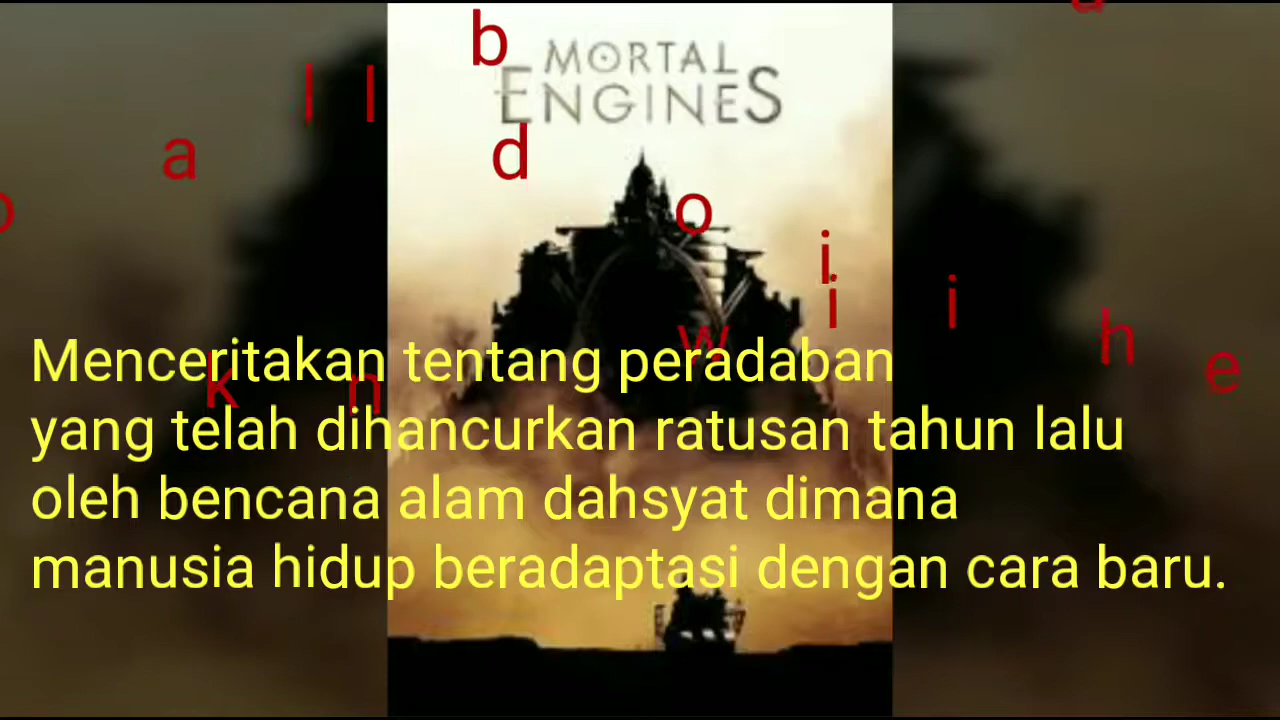 MORTAL
ENGINES
Menceritakan tentang peradaban
yang telah dihancurkan ratusan tahun lalu
oleh bencana alam dahsyat dimana
manusia hidup beradaptasi dengan cara baru.
b
l l
d
a
o
i
i
i
h
w
e
k
n